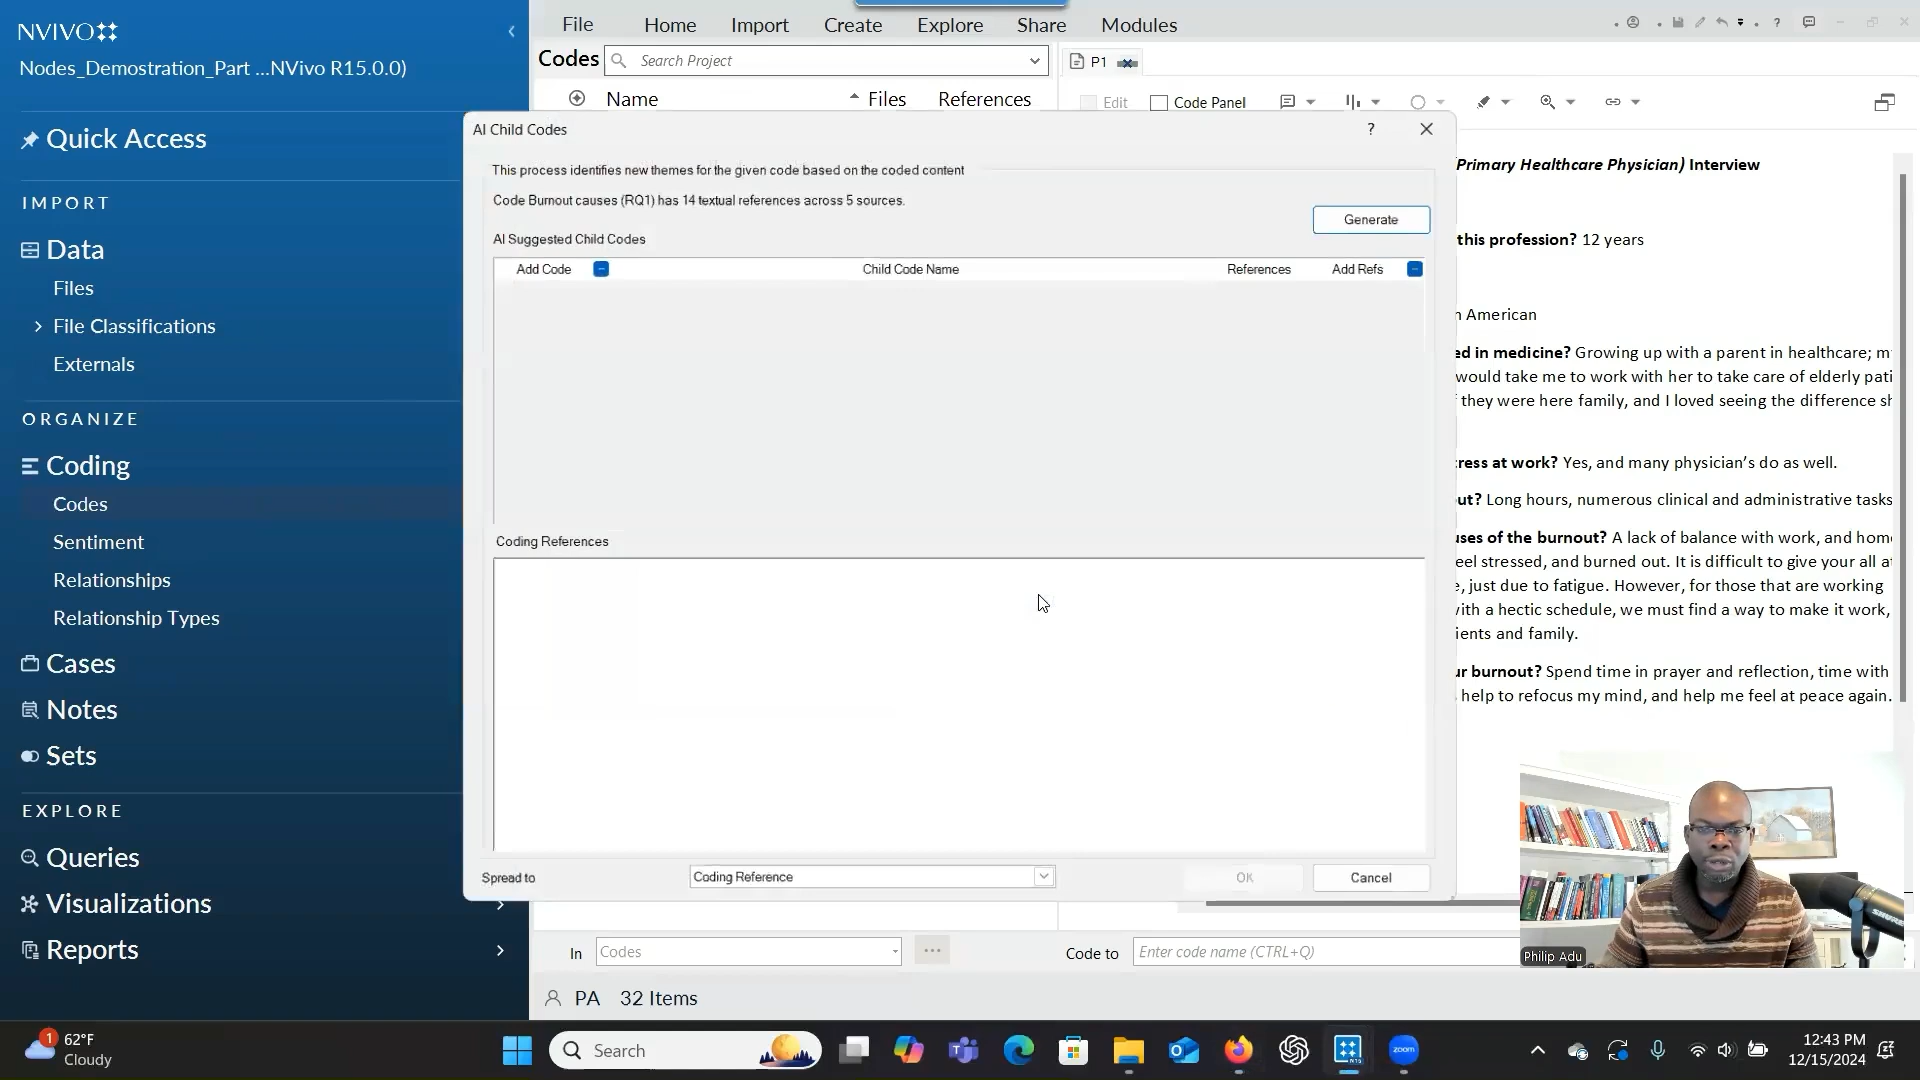 NVIVO
Nodes_Demostration_Part ...NVivo R15.0.0)
Quick Access
IMPORT
Data
Files
File Classifications
Externals
ORGANIZE
Coding
Codes
Sentiment
Relationships
Relationship Types
Cases
Notes
Sets
EXPLORE
Queries
Visualizations
Reports
File Home Import Create Explore Share Modules
Codes Search Project
Name Files References
P1
Edit Code Panel
AI Child Codes
This process identifies new themes for the given code based on the coded content
Code Burnout causes (RQ1) has 14 textual references across 5 sources.
Generate
AI Suggested Child Codes
Add Code Child Code Name References Add Refs
Coding References
Spread to Coding Reference OK Cancel
(Primary Healthcare Physician) Interview
this profession? 12 years
American
in medicine? Growing up with a parent in healthcare;
would take me to work with her to take care of elderly
they were here family, and I loved seeing the difference
at work? Yes, and many physician's do as well.
Long hours, numerous clinical and administrative tasks
of the burnout? A lack of balance with work, and
stressed, and burned out. It is difficult to give your all
just due to fatigue. However, for those that are working
with a hectic schedule, we must find a way to make it work,
and family.
burnout? Spend time in prayer and reflection, time with
help to refocus my mind, and help me feel at peace again.
Philip Adu
In Codes ... Code to Enter code name (CTRL+Q)
PA 32 Items
1
62°F
Cloudy
Search
zoom
12:43 PM
12/15/2024